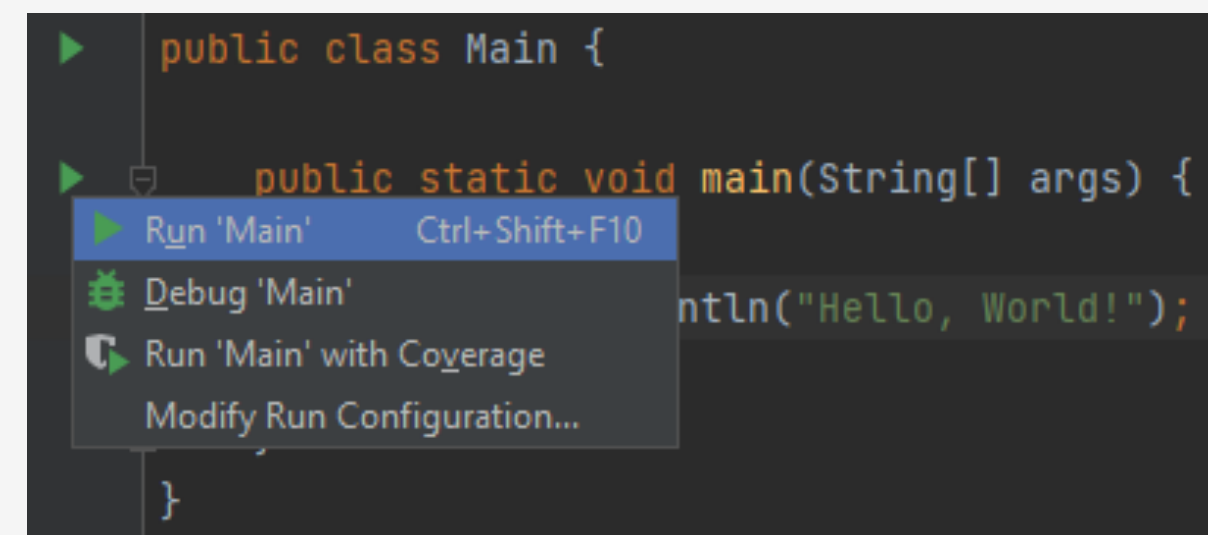 public class Main {
public static void main(String[] args) {
Run 'Main' Ctrl+Shift+F10
Debug 'Main'
ntln("Hello, World!");
Run 'Main' with Coverage
Modify Run Configuration...
}